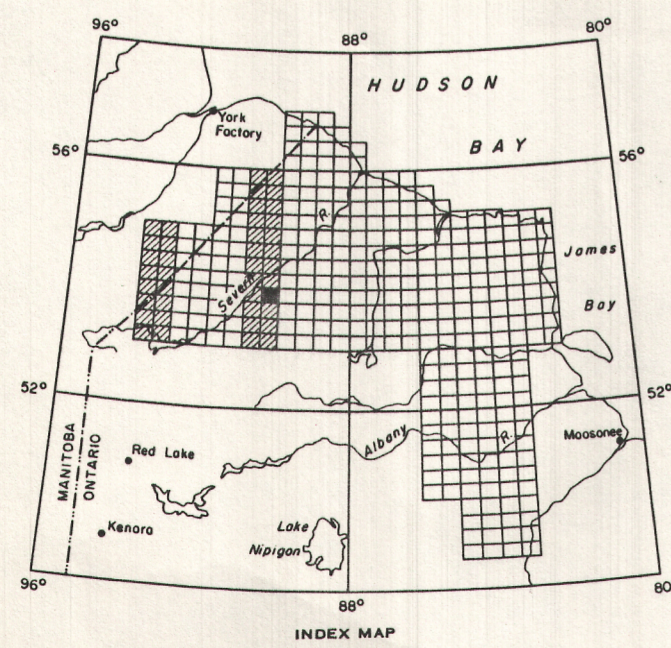 96°
88°
80°
HUDSON
BAY
York
Factory
56°
56°
R.
James
Bay
Severn
52°
52°
MANITOBA
ONTARIO
Red Lake
Albany
R.
Moosonee
Kenora
Lake
Nipigon
96°
88°
80
INDEX MAP